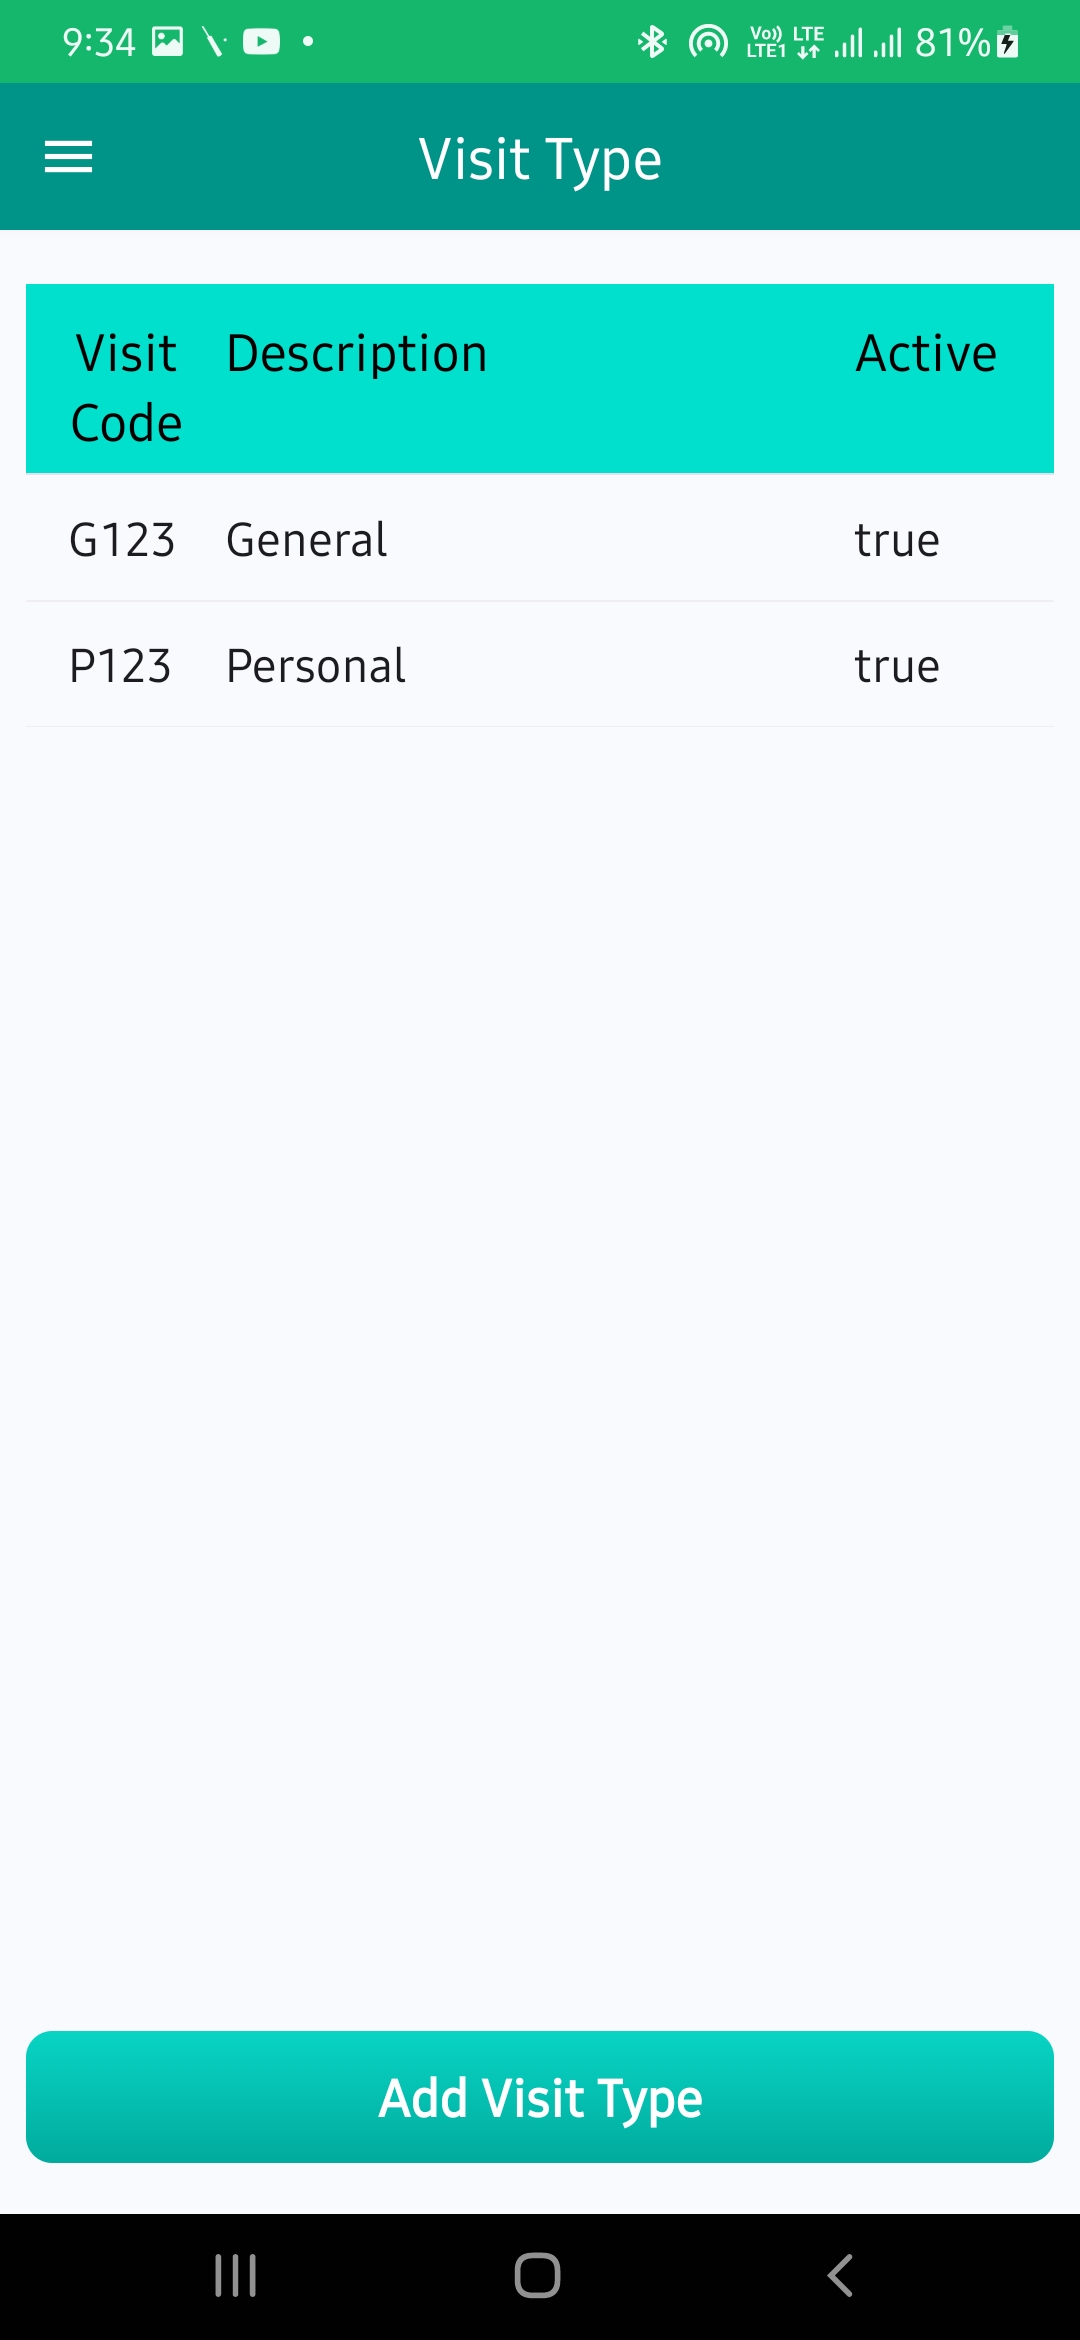 9:34 Vo)) LTE1 LTE 81%
Visit Type
Visit Code Description Active
G123 General true
P123 Personal true
Add Visit Type